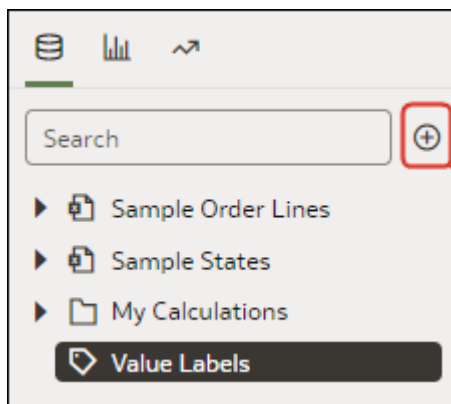 Search
Sample Order Lines
Sample States
My Calculations
Value Labels